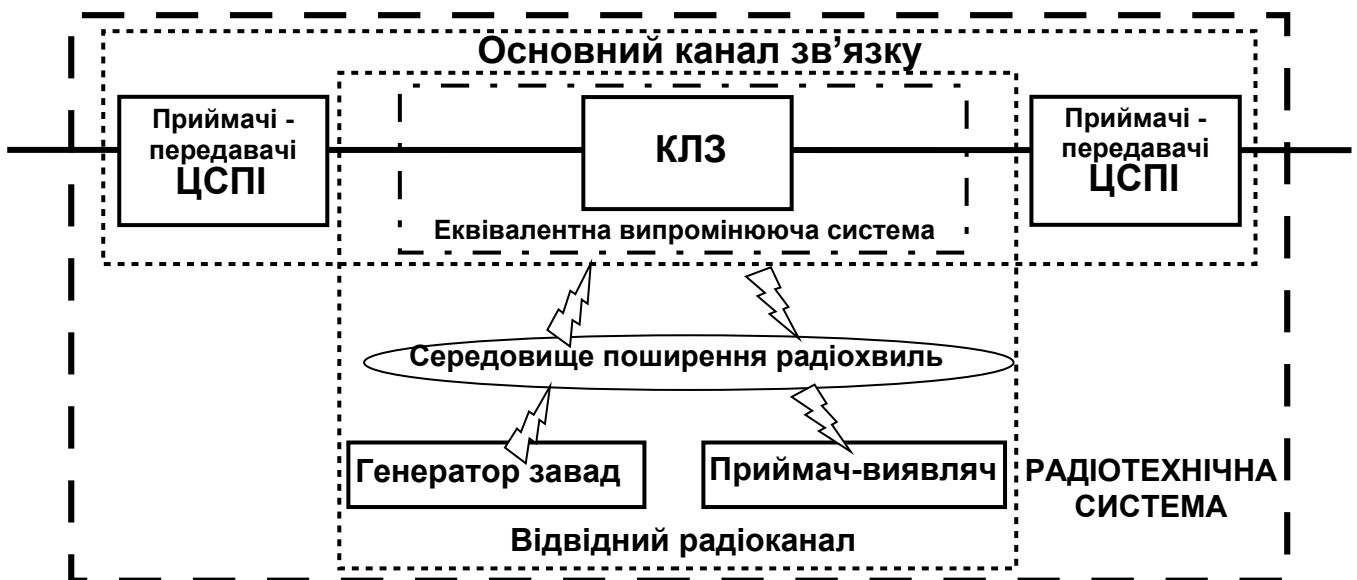 Основний канал зв’язку
Приймачі -
передавачі
ЦСПІ
КЛЗ
Приймачі -
передавачі
ЦСПІ
Еквівалентна випромінююча система
Середовище поширення радіохвиль
Генератор завад
Приймач-виявляч
РАДІОТЕХНІЧНА
СИСТЕМА
Відвідний радіоканал